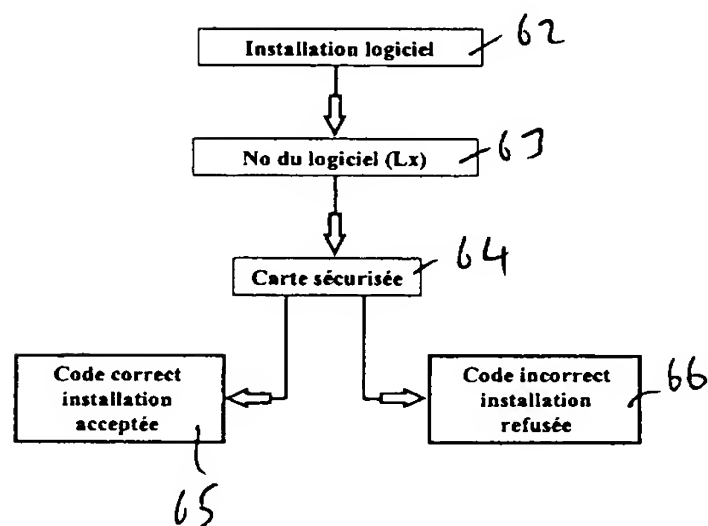 Installation logiciel
62
No du logiciel (Lx)
63
Carte sécurisée
64
Code correct
installation
acceptée
65
Code incorrect
installation
refusée
66